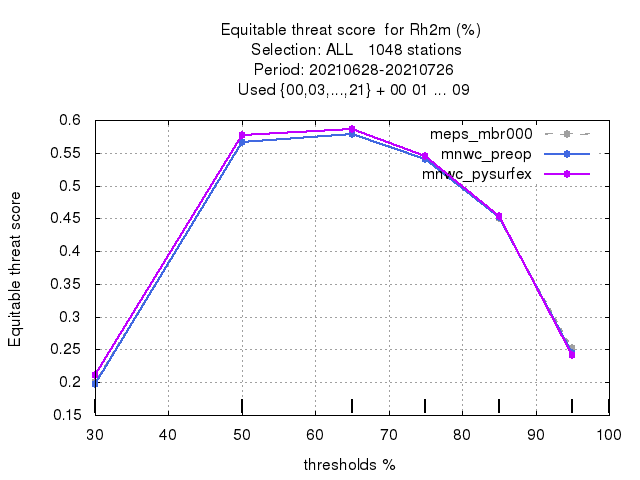 Equitable threat score  for Rh2m (%)
Selection: ALL   1048 stations
Period: 20210628-20210726
Used {00,03,...,21} + 00 01 ... 09
meps_mbr000
mnwc_preop
mnwc_pysurfex
Equitable threat score
0.6
0.55
0.5
0.45
0.4
0.35
0.3
0.25
0.2
0.15
30 40 50 60 70 80 90 100
thresholds %